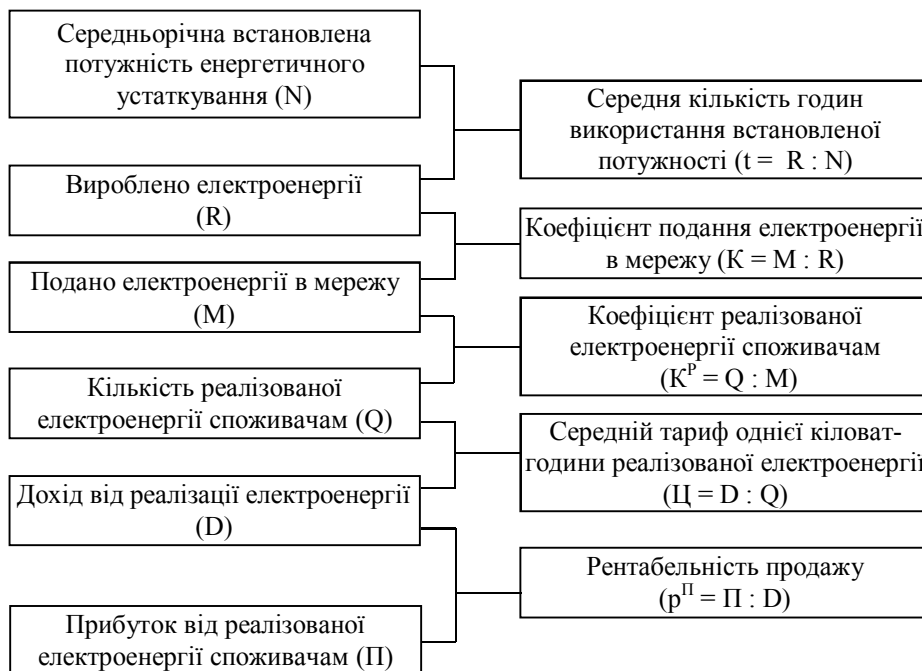 Середньорічна встановлена
потужність енергетичного
устаткування (N)
Вироблено електроенергії
(R)
Подано електроенергії в мережу
(М)
Кількість реалізованої
електроенергії споживачам (Q)
Дохід від реалізації електроенергії
(D)
Прибуток від реалізованої
електроенергії споживачам (П)
Середня кількість годин
використання встановленої
потужності (t = R : N)
Коефіцієнт подання електроенергії
в мережу (К = М : R)
Коефіцієнт реалізованої
електроенергії споживачам
(К^Р = Q : М)
Середній тариф однієї кіловат-
години реалізованої електроенергії
(Ц = D : Q)
Рентабельність продажу
(р^П = П : D)